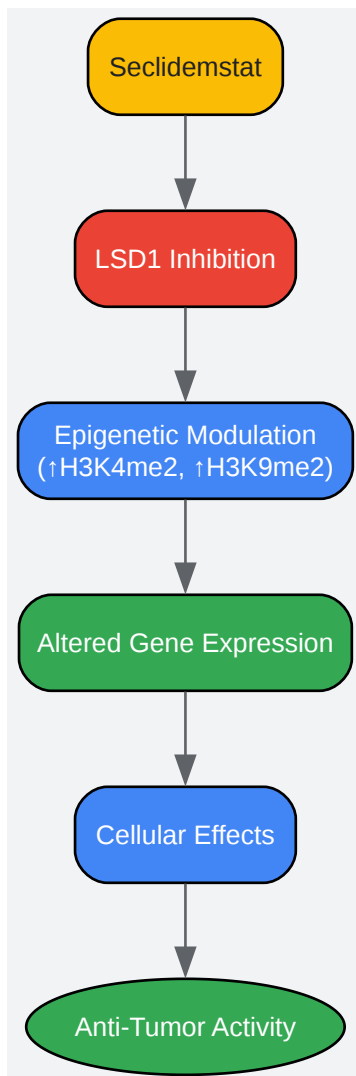 Seclidemstat
LSD1 Inhibition
Epigenetic Modulation
(↑H3K4me2, ↑H3K9me2)
Altered Gene Expression
Cellular Effects
Anti-Tumor Activity